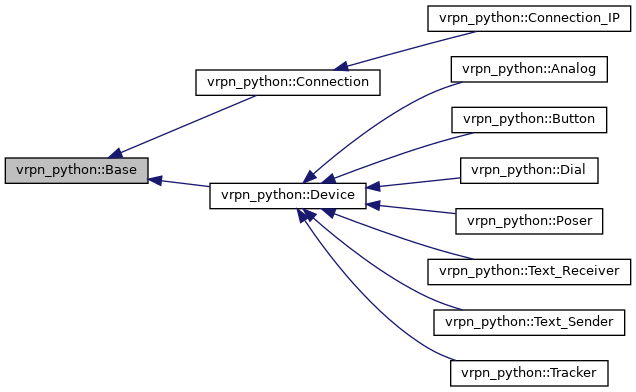 vrpn_python::Connection_IP
vrpn_python::Analog
vrpn_python::Connection
vrpn_python::Button
vrpn_python::Base
vrpn_python::Dial
vrpn_python::Device
vrpn_python::Poser
vrpn_python::Text_Receiver
vrpn_python::Text_Sender
vrpn_python::Tracker